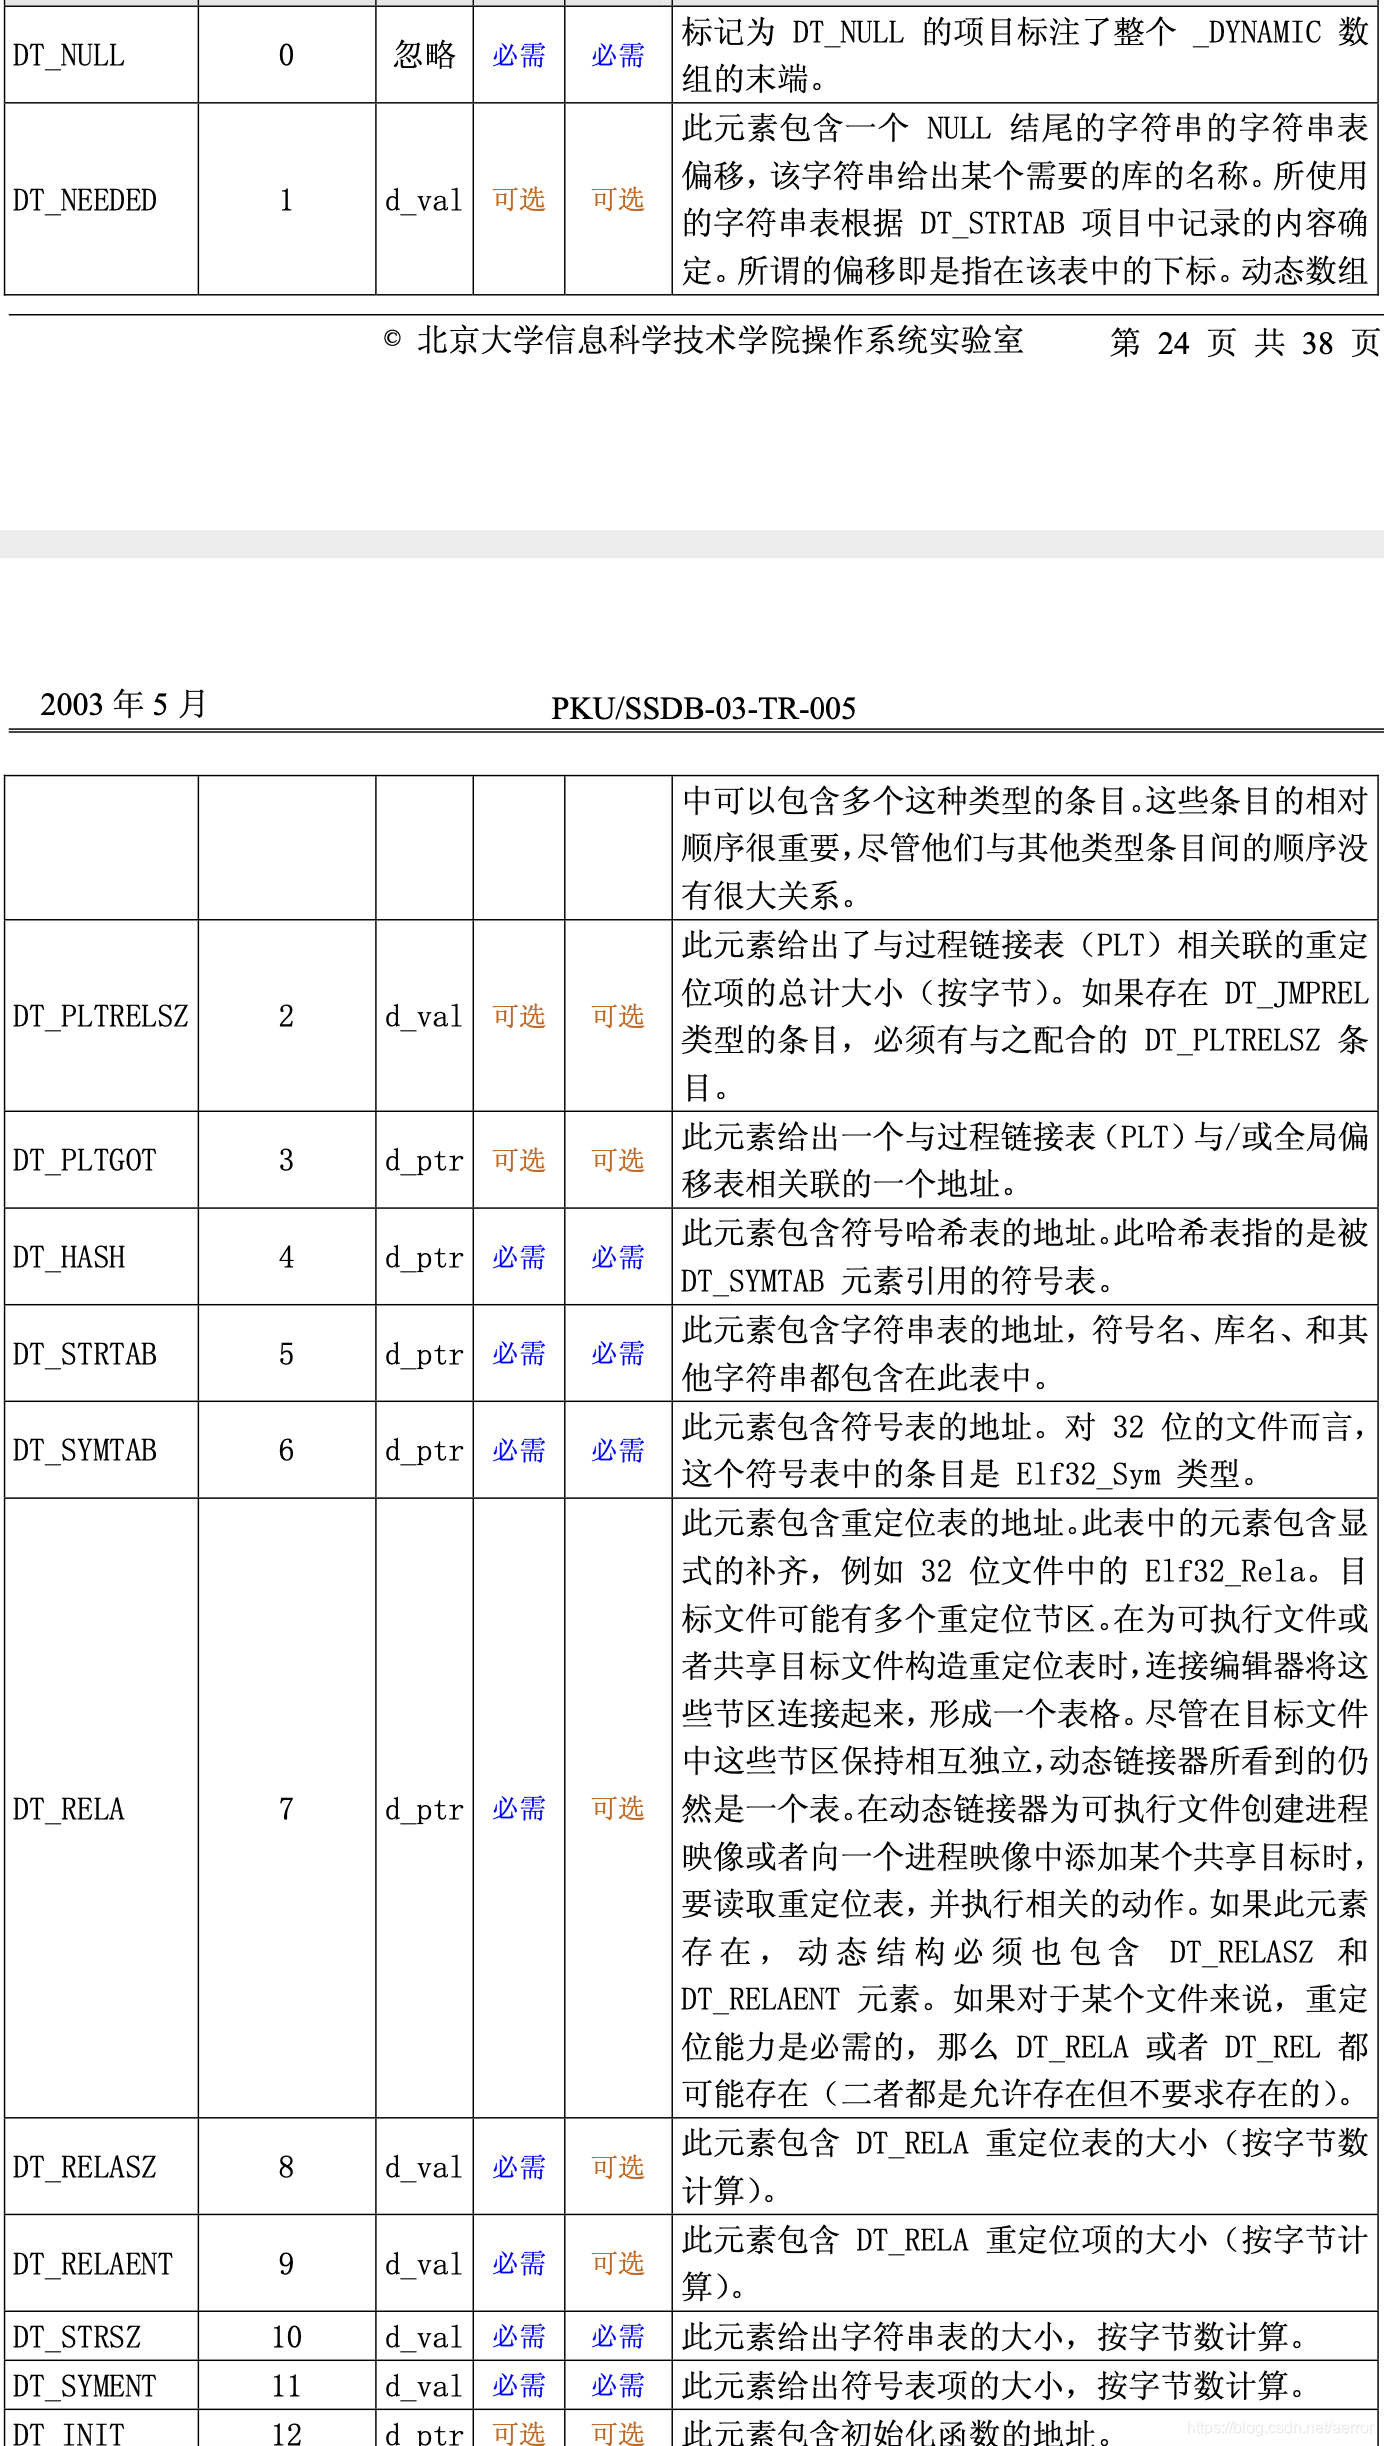 DT_NULL 0 忽略 必需 必需 标记为 DT_NULL 的项目标注了整个 _DYNAMIC 数
组的末端。
DT_NEEDED 1 d_val 可选 可选 此元素包含一个 NULL 结尾的字符串的字符串表
偏移，该字符串给出某个需要的库的名称。所使用
的字符串表根据 DT_STRTAB 项目中记录的内容确
定。所谓的偏移即是指在该表中的下标。动态数组
© 北京大学信息科学技术学院操作系统实验室 第 24 页 共 38 页
2003 年 5 月 PKU/SSDB-03-TR-005
中可以包含多个这种类型的条目。这些条目的相对
顺序很重要，尽管他们与其他类型条目间的顺序没
有很大关系。
DT_PLTRELSZ 2 d_val 可选 可选 此元素给出了与过程链接表（PLT）相关联的重定
位项的总计大小（按字节）。如果存在 DT_JMPREL
类型的条目，必须有与之配合的 DT_PLTRELSZ 条
目。
DT_PLTGOT 3 d_ptr 可选 可选 此元素给出一个与过程链接表（PLT）与/或全局偏
移表相关联的一个地址。
DT_HASH 4 d_ptr 必需 必需 此元素包含符号哈希表的地址。此哈希表指的是被
DT_SYMTAB 元素引用的符号表。
DT_STRTAB 5 d_ptr 必需 必需 此元素包含字符串表的地址，符号名、库名、和其
他字符串都包含在此表中。
DT_SYMTAB 6 d_ptr 必需 必需 此元素包含符号表的地址。对 32 位的文件而言，
这个符号表中的条目是 Elf32_Sym 类型。
DT_RELA 7 d_ptr 必需 可选 此元素包含重定位表的地址。此表中的元素包含显
式的补齐，例如 32 位文件中的 Elf32_Rela。目
标文件可能有多个重定位节区。在为可执行文件或
者共享目标文件构造重定位表时，连接编辑器将这
些节区连接起来，形成一个表格。尽管在目标文件
中这些节区保持相互独立，动态链接器所看到的仍
然是一个表。在动态链接器为可执行文件创建进程
映像或者向一个进程映像中添加某个共享目标时，
要读取重定位表，并执行相关的动作。如果此元素
存在，动态结构必须也包含 DT_RELASZ 和
DT_RELAENT 元素。如果对于某个文件来说，重定
位能力是必需的，那么 DT_RELA 或者 DT_REL 都
可能存在（二者都是允许存在但不要求存在的）。
DT_RELASZ 8 d_val 必需 可选 此元素包含 DT_RELA 重定位表的大小（按字节数
计算）。
DT_RELAENT 9 d_val 必需 可选 此元素包含 DT_RELA 重定位项的大小（按字节计
算）。
DT_STRSZ 10 d_val 必需 必需 此元素给出字符串表的大小，按字节数计算。
DT_SYMENT 11 d_val 必需 必需 此元素给出符号表项的大小，按字节数计算。
DT_INIT 12 d_ptr 可选 可选 此元素包含初始化函数的地址。
https://blog.csdn.net/aerror